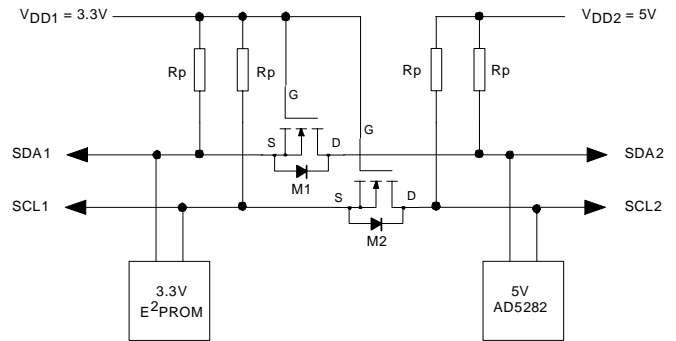 VDD1 = 3.3V
VDD2 = 5V
Rp
Rp
Rp
Rp
G
G
S
D
SDA1
SDA2
M1
S
D
SCL1
SCL2
M2
3.3V
E²PROM
5V
AD5282